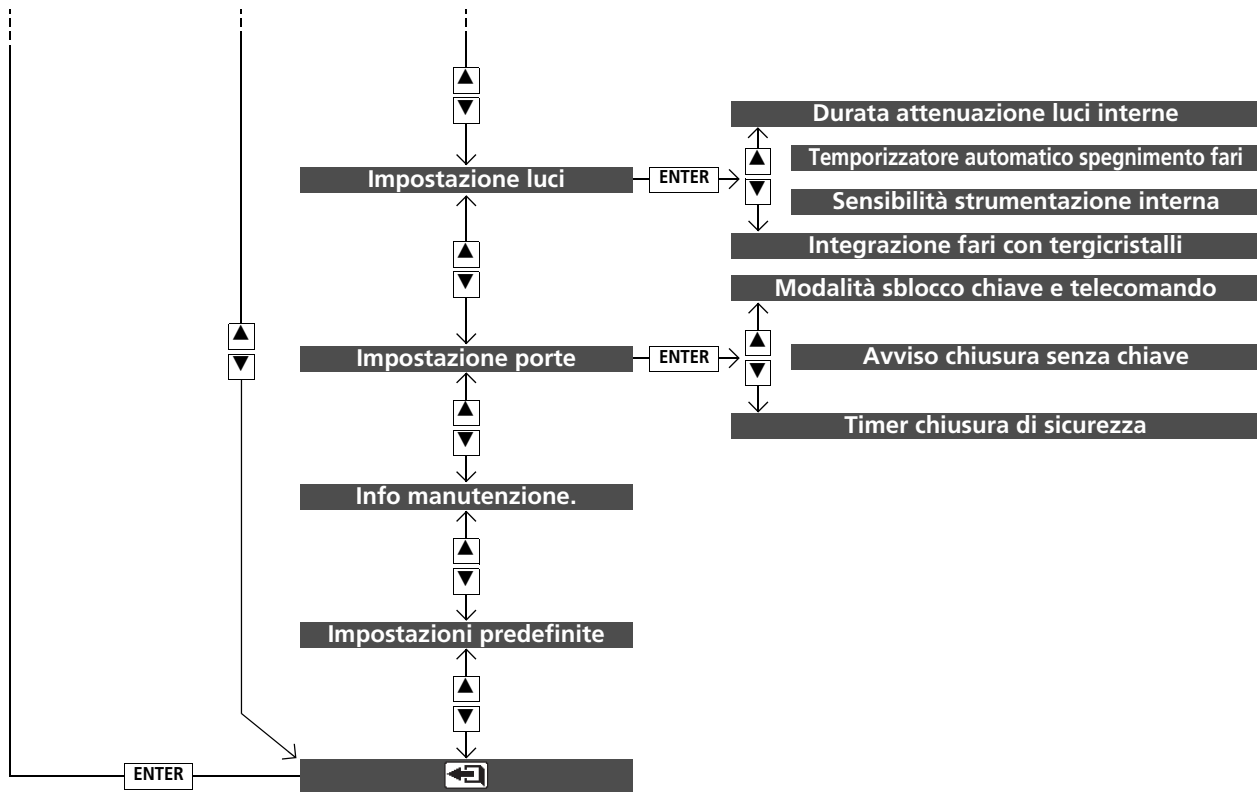 Durata attenuazione luci interne
Temporizzatore automatico spegnimento fari
Impostazione luci
ENTER
Sensibilità strumentazione interna
Integrazione fari con tergicristalli
Modalità sblocco chiave e telecomando
Impostazione porte
ENTER
Avviso chiusura senza chiave
Timer chiusura di sicurezza
Info manutenzione.
Impostazioni predefinite
ENTER